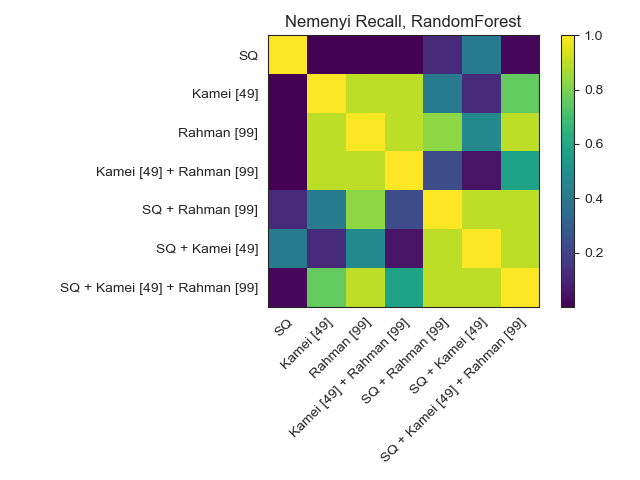 Nemenyi Recall, RandomForest
SQ
Kamei [49]
Rahman [99]
Kamei [49] + Rahman [99]
SQ + Rahman [99]
SQ + Kamei [49]
SQ + Kamei [49] + Rahman [99]
SQ
Kamei [49]
Rahman [99]
Kamei [49] + Rahman [99]
SQ + Rahman [99]
SQ + Kamei [49]
SQ + Kamei [49] + Rahman [99]
1.0
0.8
0.6
0.4
0.2